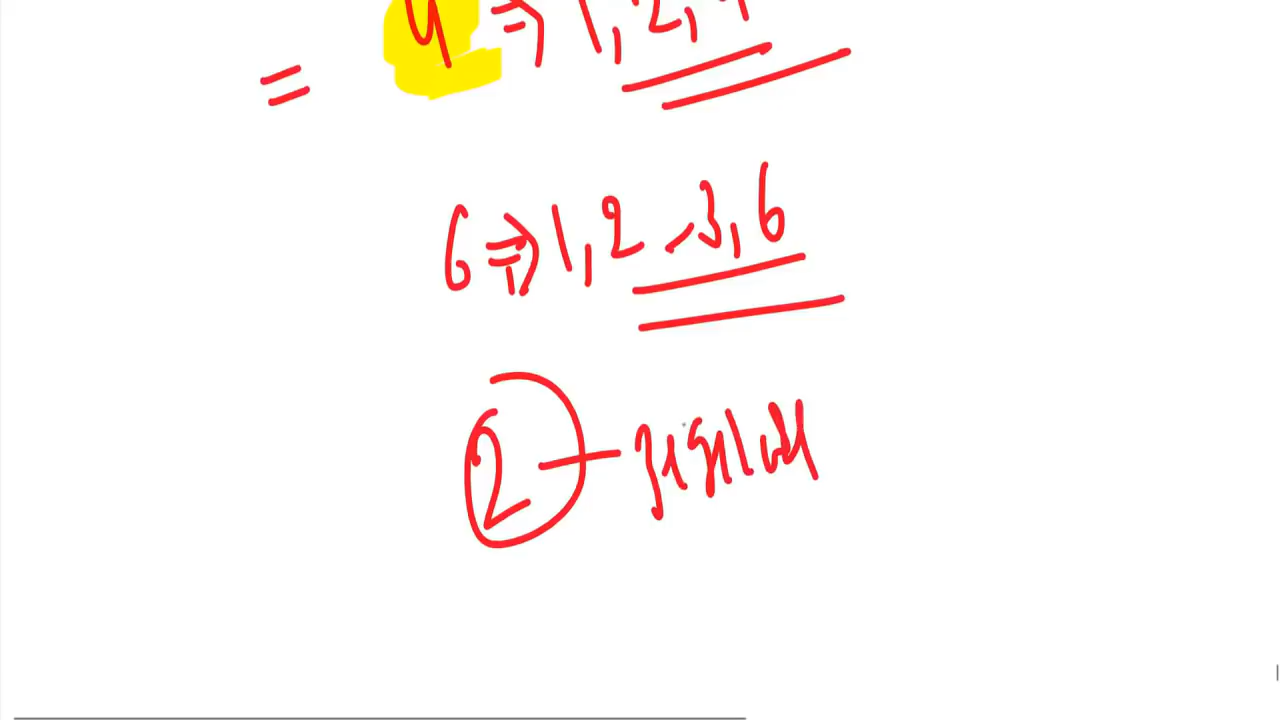 = 4 ⇒ 1, 2, 4
6 ⇒ 1, 2, 3, 6
2 —